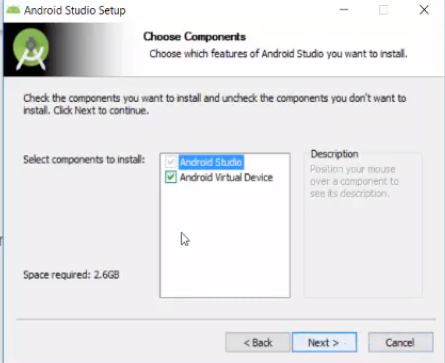 Android Studio Setup
Choose Components
Choose which features of Android Studio you want to install.
Check the components you want to install and uncheck the components you don't want to
install. Click Next to continue.
Select components to install:
Android Studio
Android Virtual Device
Description
Position your mouse
over a component to
see its description.
Space required: 2.6GB
< Back
Next >
Cancel